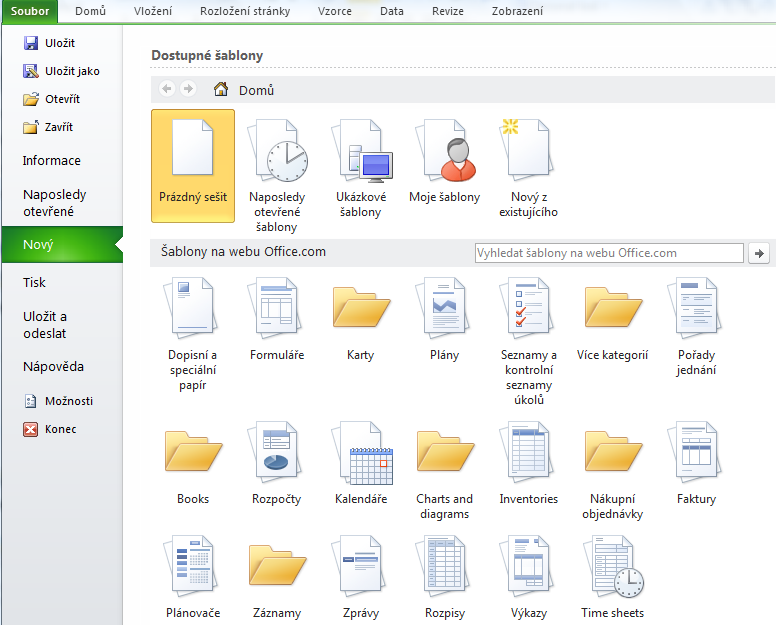 Soubor Domů Vložení Rozložení stránky Vzorce Data Revize Zobrazení
Uložit
Uložit jako
Otevřít
Zavřít
Informace
Naposledy
otevřené
Nový
Tisk
Uložit a
odeslat
Nápověda
Možnosti
Konec
Dostupné šablony
Domů
Prázdný sešit
Naposledy
otevřené
šablony
Ukázkové
šablony
Moje šablony
Nový z
existujícího
Šablony na webu Office.com
Vyhledat šablony na webu Office.com
Dopisní a
speciální
papír
Formuláře
Karty
Plány
Seznamy a
kontrolní
seznamy
úkolů
Více kategorií
Pořady
jednání
Books
Rozpočty
Kalendáře
Charts and
diagrams
Inventories
Nákupní
objednávky
Faktury
Plánovače
Záznamy
Zprávy
Rozpisy
Výkazy
Time sheets